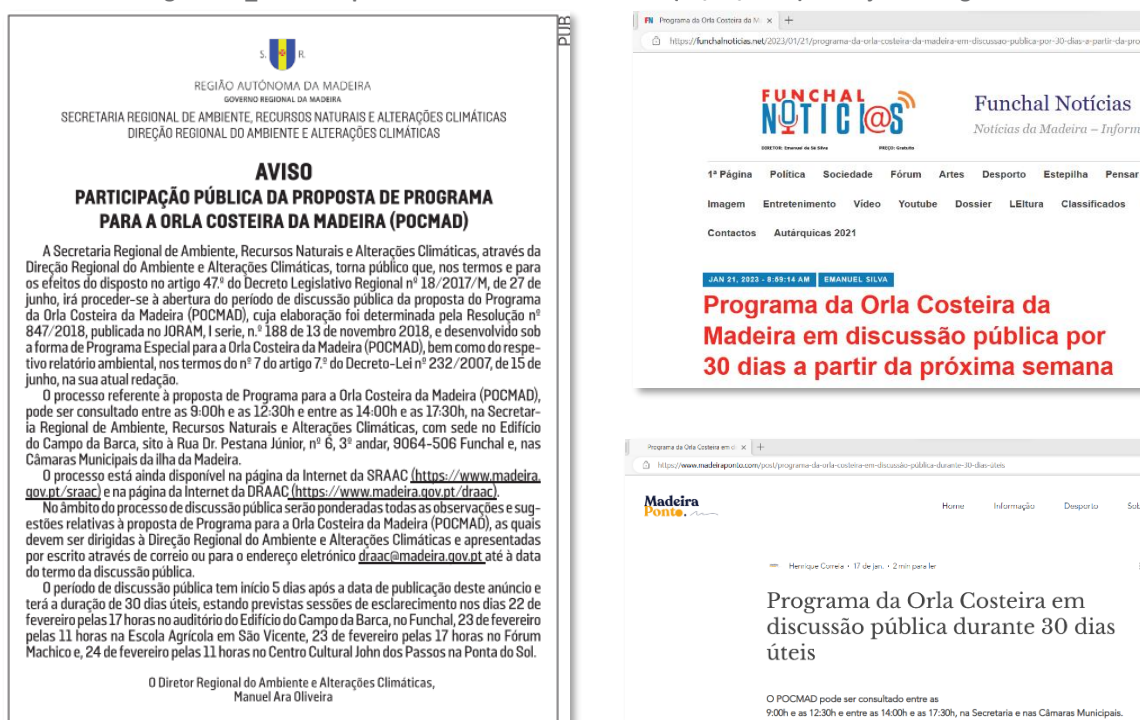 PUB
S. R.
REGIÃO AUTÓNOMA DA MADEIRA
GOVERNO REGIONAL DA MADEIRA
SECRETARIA REGIONAL DE AMBIENTE, RECURSOS NATURAIS E ALTERAÇÕES CLIMÁTICAS
DIREÇÃO REGIONAL DO AMBIENTE E ALTERAÇÕES CLIMÁTICAS
AVISO
PARTICIPAÇÃO PÚBLICA DA PROPOSTA DE PROGRAMA
PARA A ORLA COSTEIRA DA MADEIRA (POCMAD)
A Secretaria Regional de Ambiente, Recursos Naturais e Alterações Climáticas, através da
Direção Regional do Ambiente e Alterações Climáticas, torna público que, nos termos e para
os efeitos do disposto no artigo 47.º do Decreto Legislativo Regional nº 18/2017/M, de 27 de
junho, irá proceder-se à abertura do período de discussão pública da proposta do Programa
da Orla Costeira da Madeira (POCMAD), cuja elaboração foi determinada pela Resolução nº
847/2018, publicada no JORAM, I serie, n.º 188 de 13 de novembro 2018, e desenvolvido sob
a forma de Programa Especial para a Orla Costeira da Madeira (POCMAD), bem como do respe-
tivo relatório ambiental, nos termos do nº 7 do artigo 7.º do Decreto-Lei nº 232/2007, de 15 de
junho, na sua atual redação.
O processo referente à proposta de Programa para a Orla Costeira da Madeira (POCMAD),
pode ser consultado entre as 9:00h e as 12:30h e entre as 14:00h e as 17:30h, na Secretar-
ia Regional de Ambiente, Recursos Naturais e Alterações Climáticas, com sede no Edifício
do Campo da Barca, sito à Rua Dr. Pestana Júnior, nº 6, 3º andar, 9064-506 Funchal e, nas
Câmaras Municipais da ilha da Madeira.
O processo está ainda disponível na página da Internet da SRAAC (https://www.madeira.
gov.pt/sraac) e na página da Internet da DRAAC (https://www.madeira.gov.pt/draac).
No âmbito do processo de discussão pública serão ponderadas todas as observações e sug-
estões relativas à proposta de Programa para a Orla Costeira da Madeira (POCMAD), as quais
devem ser dirigidas à Direção Regional do Ambiente e Alterações Climáticas e apresentadas
por escrito através de correio ou para o endereço eletrónico draac@madeira.gov.pt até à data
do termo da discussão pública.
O período de discussão pública tem início 5 dias após a data de publicação deste anúncio e
terá a duração de 30 dias úteis, estando previstas sessões de esclarecimento nos dias 22 de
fevereiro pelas 17 horas no auditório do Edifício do Campo da Barca, no Funchal, 23 de fevereiro
pelas 11 horas na Escola Agrícola em São Vicente, 23 de fevereiro pelas 17 horas no Fórum
Machico e, 24 de fevereiro pelas 11 horas no Centro Cultural John dos Passos na Ponta do Sol.
O Diretor Regional do Ambiente e Alterações Climáticas,
Manuel Ara Oliveira
FN Programa da Orla Costeira da M
https://funchalnoticias.net/2023/01/21/programa-da-orla-costeira-da-madeira-em-discussao-publica-por-30-dias-a-partir-da-pro
FUNCHAL
NOTICI@S
DIRETOR: Emanuel da Silva PREÇO: Gratuito
Funchal Notícias
Notícias da Madeira – Inform
1ª Página Política Sociedade Fórum Artes Desporto Estepilha Pensar
Imagem Entretenimento Vídeo Youtube Dossier LEItura Classificados
Contactos Autárquicas 2021
JAN 21, 2023 - 8:59:14 AM EMANUEL SILVA
Programa da Orla Costeira da
Madeira em discussão pública por
30 dias a partir da próxima semana
Programa da Orla Costeira em d
https://www.madeiraponto.com/post/programa-da-orla-costeira-em-discussão-pública-durante-30-dias-úteis
Madeira
Ponto.
Home Informação Desporto Sob
Henrique Correia • 17 de jan. • 2 min para ler
Programa da Orla Costeira em
discussão pública durante 30 dias
úteis
O POCMAD pode ser consultado entre as
9:00h e as 12:30h e entre as 14:00h e as 17:30h, na Secretaria e nas Câmaras Municipais.